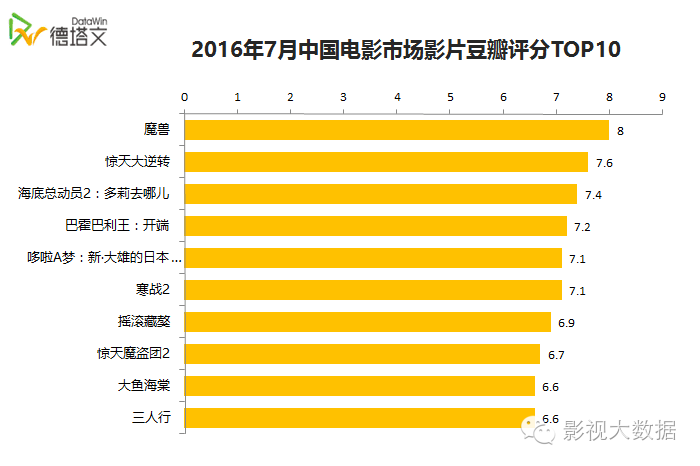 DataWin
德塔文
2016年7月中国电影市场影片豆瓣评分TOP10
0 1 2 3 4 5 6 7 8 9
魔兽 8
惊天大逆转 7.6
海底总动员2：多莉去哪儿 7.4
巴霍巴利王：开端 7.2
哆啦A梦：新·大雄的日本 ... 7.1
寒战2 7.1
摇滚藏獒 6.9
惊天魔盗团2 6.7
大鱼海棠 6.6
三人行 6.6
影视大数据